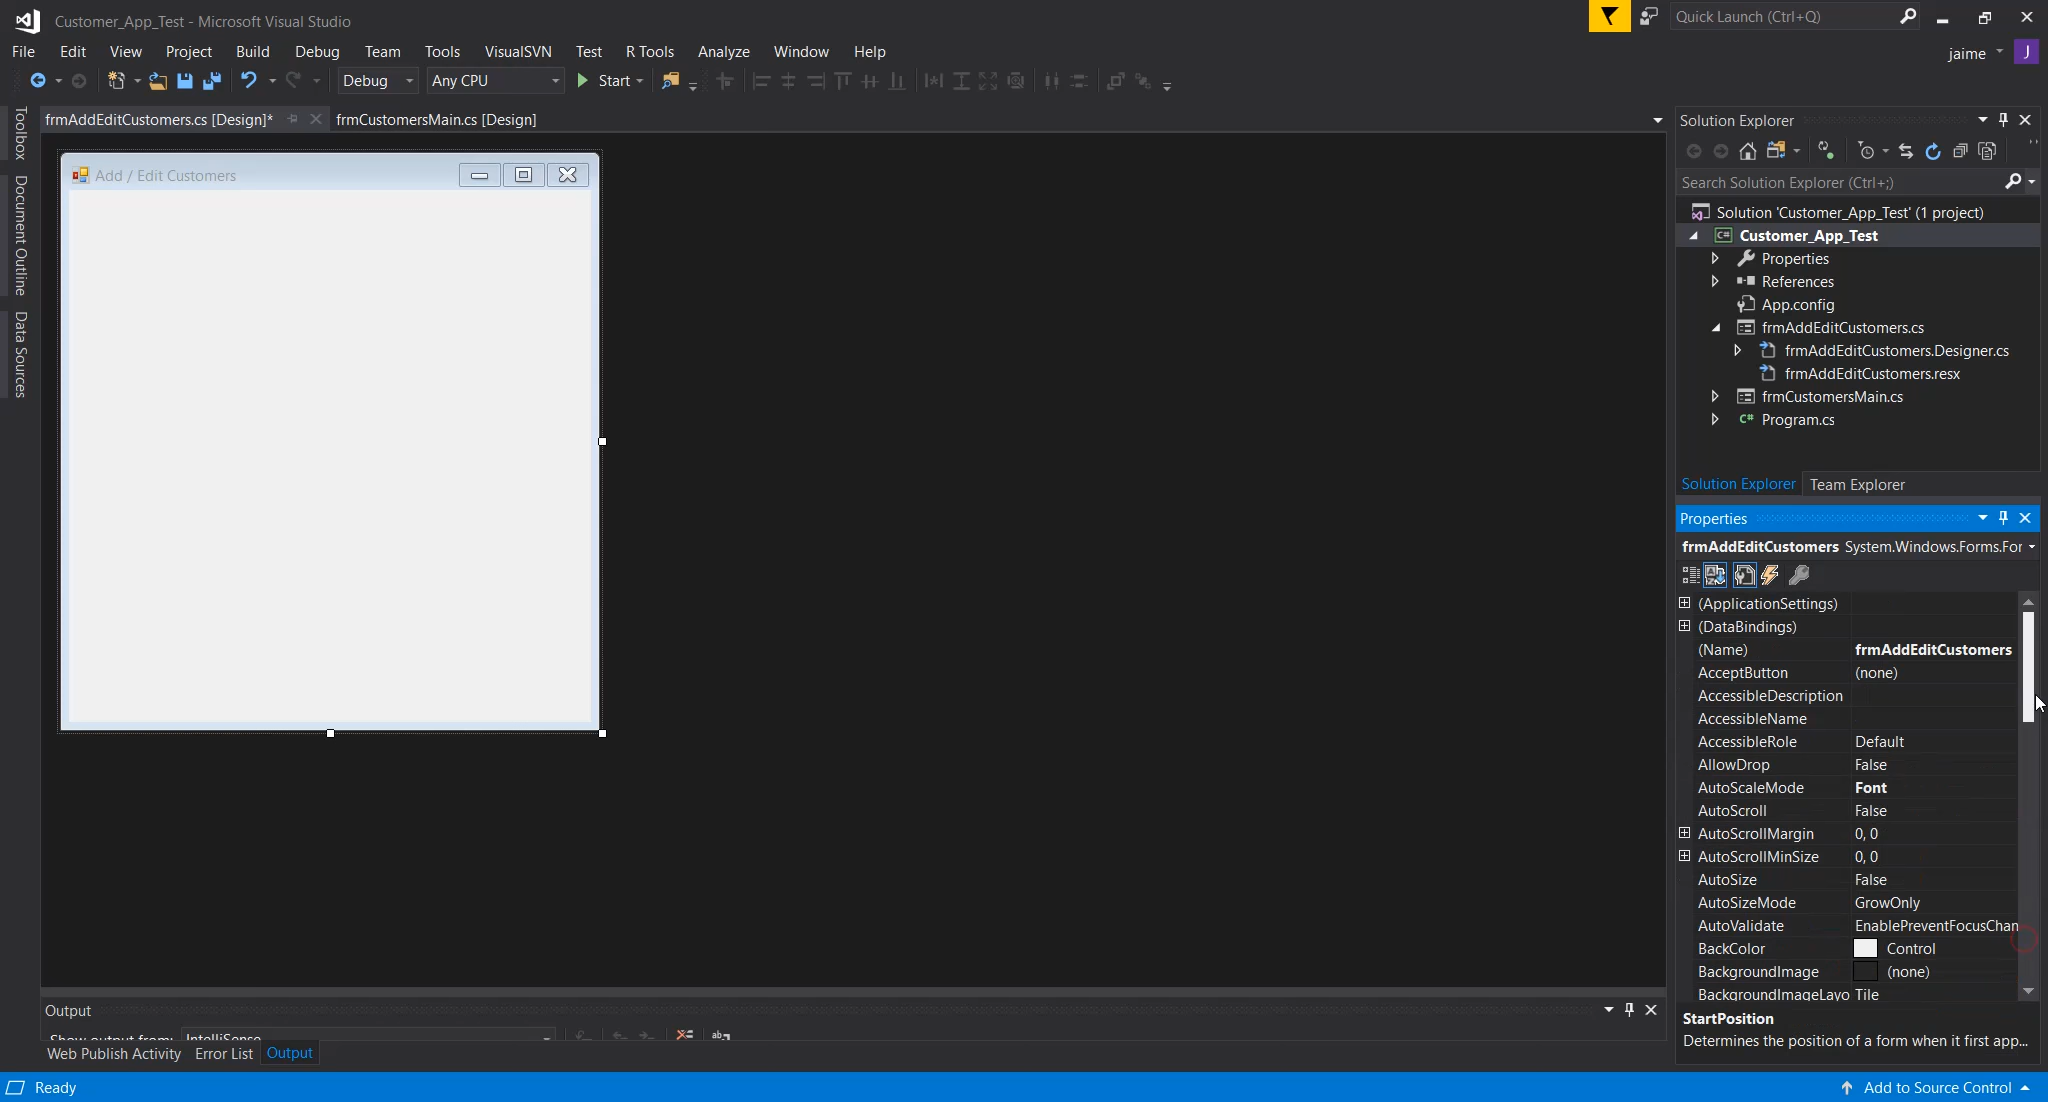 Customer_App_Test - Microsoft Visual Studio
Quick Launch (Ctrl+Q)
File Edit View Project Build Debug Team Tools VisualSVN Test R Tools Analyze Window Help
jaime J
Debug Any CPU Start
Toolbox
Document Outline
Data Sources
frmAddEditCustomers.cs [Design]* frmCustomersMain.cs [Design]
Add / Edit Customers
Solution Explorer
Search Solution Explorer (Ctrl+;)
Solution 'Customer_App_Test' (1 project)
C# Customer_App_Test
Properties
References
App.config
frmAddEditCustomers.cs
frmAddEditCustomers.Designer.cs
frmAddEditCustomers.resx
frmCustomersMain.cs
C# Program.cs
Solution Explorer Team Explorer
Properties
frmAddEditCustomers System.Windows.Forms.For
(ApplicationSettings)
(DataBindings)
(Name) frmAddEditCustomers
AcceptButton (none)
AccessibleDescription
AccessibleName
AccessibleRole Default
AllowDrop False
AutoScaleMode Font
AutoScroll False
AutoScrollMargin 0, 0
AutoScrollMinSize 0, 0
AutoSize False
AutoSizeMode GrowOnly
AutoValidate EnablePreventFocusChan
BackColor Control
BackgroundImage (none)
BackgroundImageLayo Tile
StartPosition
Determines the position of a form when it first app...
Output
Show output from: IntelliSense
Web Publish Activity Error List Output
Ready
Add to Source Control